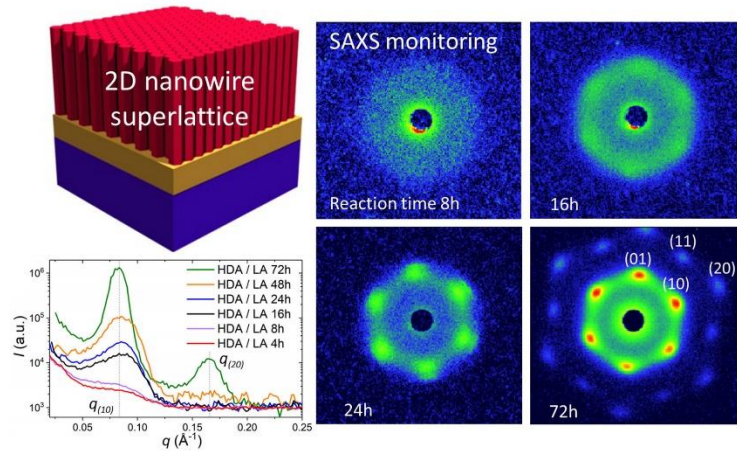 2D nanowire
superlattice
SAXS monitoring
Reaction time 8h
16h
24h
(01)
(10)
(11)
(20)
72h
I (a.u.)
10⁶
10⁵
10⁴
10³
HDA / LA 72h
HDA / LA 48h
HDA / LA 24h
HDA / LA 16h
HDA / LA 8h
HDA / LA 4h
q(20)
q(10)
0.05 0.10 0.15 0.20 0.25
q (Å⁻¹)